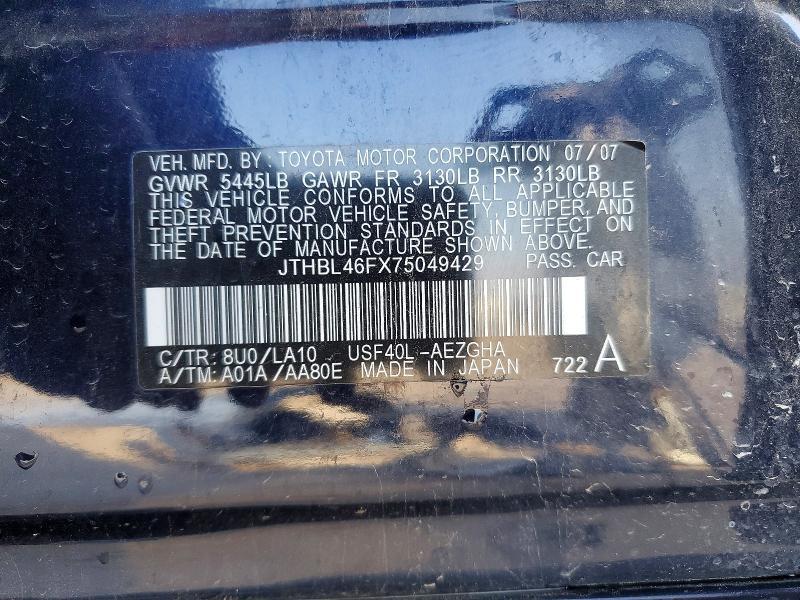 VEH. MFD. BY : TOYOTA MOTOR CORPORATION 07/07
GVWR 5445LB GAWR FR 3130LB RR 3130LB
THIS VEHICLE CONFORMS TO ALL APPLICABLE
FEDERAL MOTOR VEHICLE SAFETY, BUMPER, AND
THEFT PREVENTION STANDARDS IN EFFECT ON
THE DATE OF MANUFACTURE SHOWN ABOVE.
JTHBL46FX75049429 PASS. CAR
C/TR: 8U0/LA10 USF40L-AEZGHA
A/TM: A01A/AA80E MADE IN JAPAN 722 A